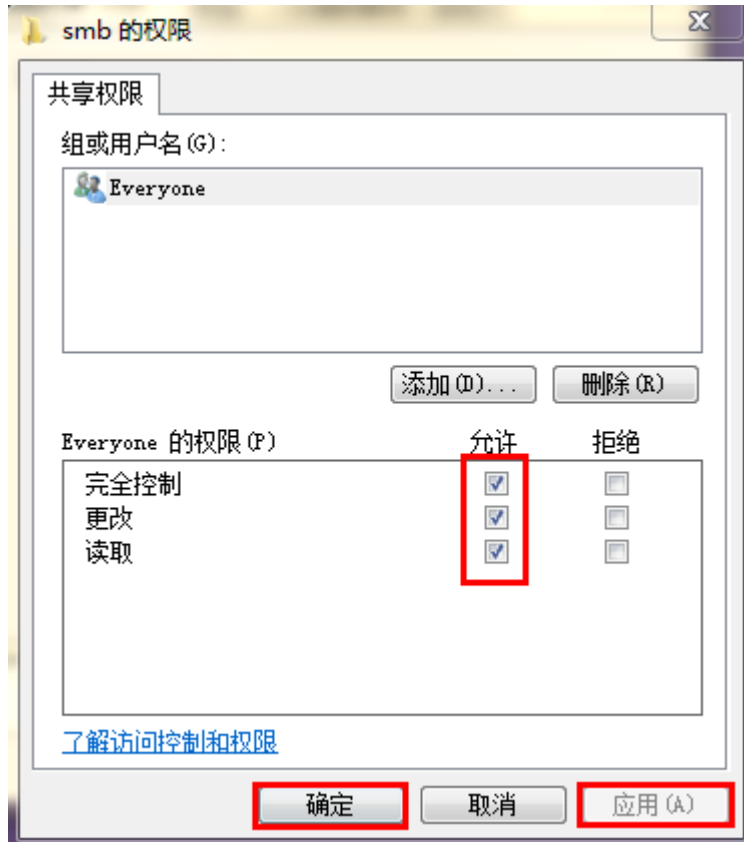 smb 的权限
共享权限
组或用户名(G):
Everyone
添加(D)... 删除(R)
Everyone 的权限(P) 允许 拒绝
完全控制
更改
读取
了解访问控制和权限
确定 取消 应用(A)